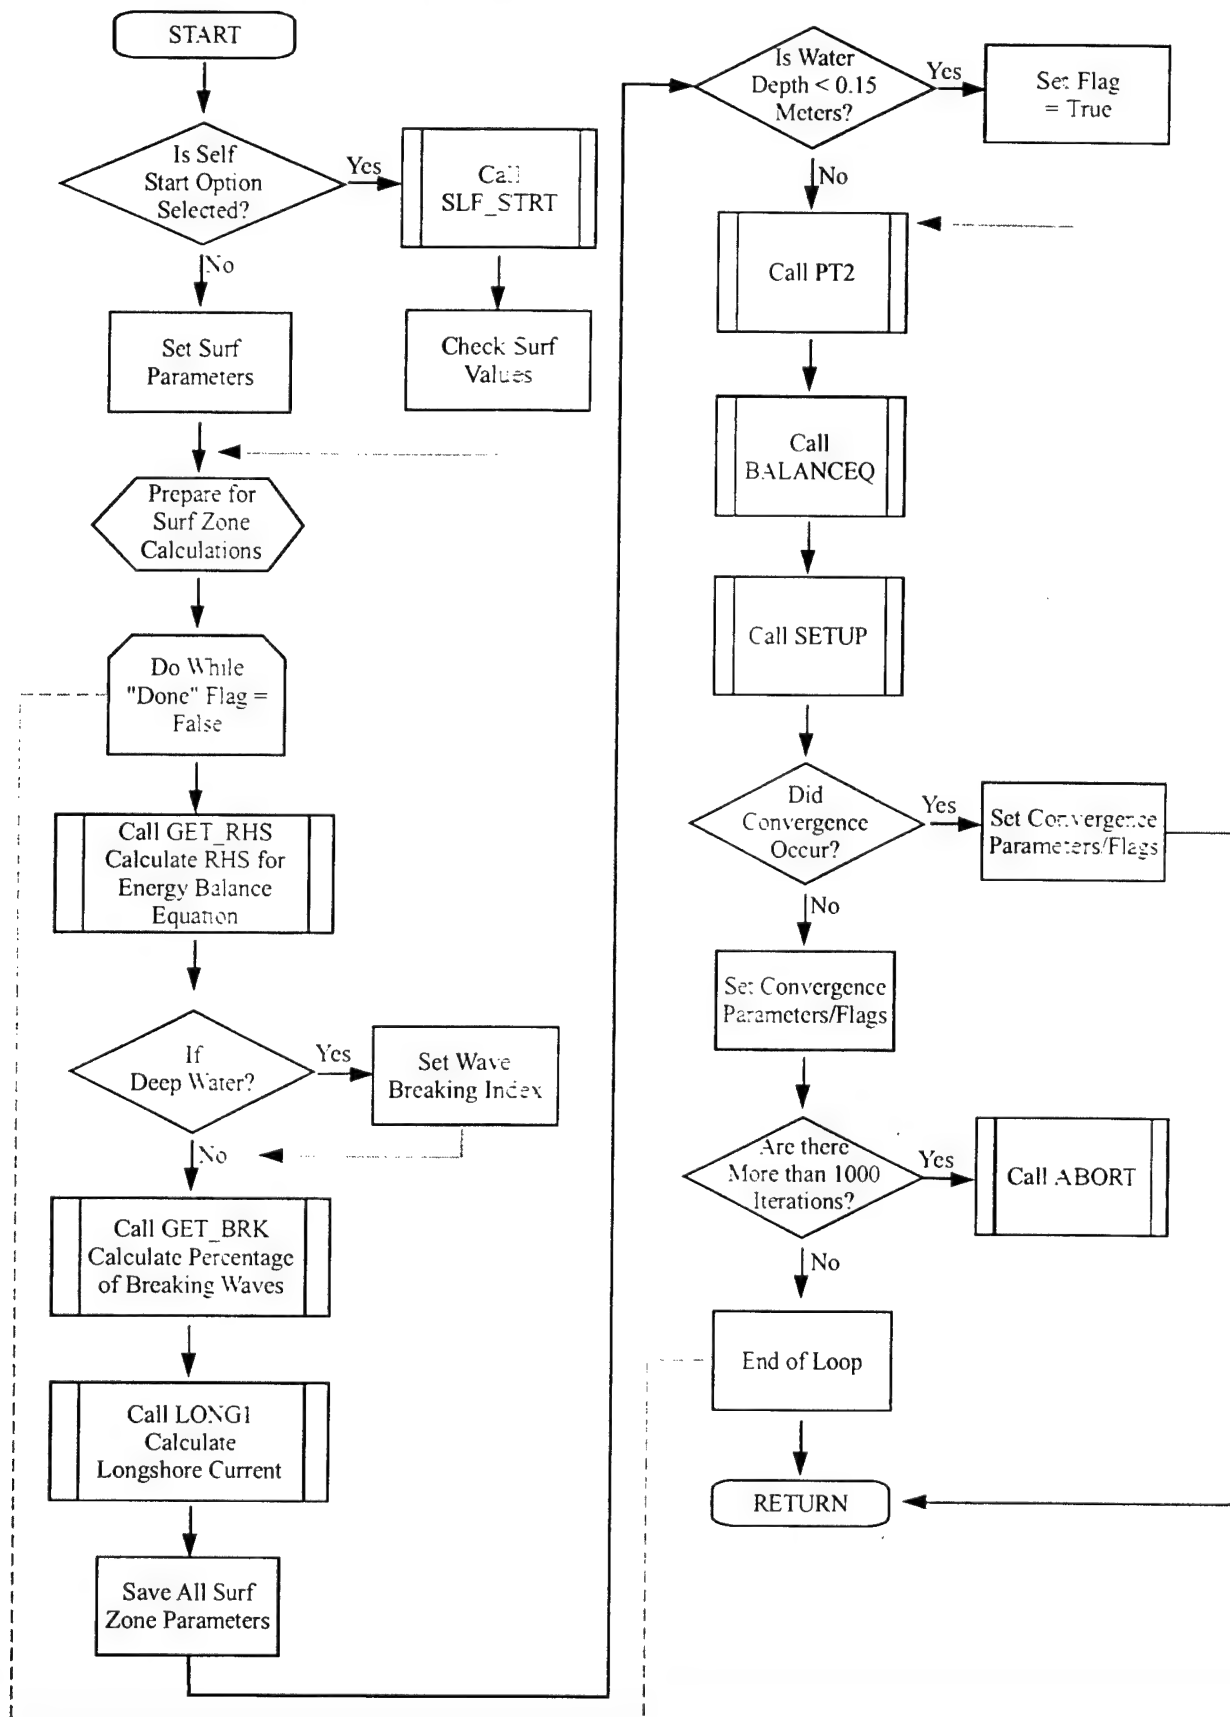 START
Is Self
Start Option
Selected?
Yes
Call
SLF_STRT
No
Set Surf
Parameters
Check Surf
Values
Prepare for
Surf Zone
Calculations
Do While
"Done" Flag =
False
Call GET_RHS
Calculate RHS for
Energy Balance
Equation
If
Deep Water?
Yes
Set Wave
Breaking Index
No
Call GET_BRK
Calculate Percentage
of Breaking Waves
Call LONG1
Calculate
Longshore Current
Save All Surf
Zone Parameters
Is Water
Depth < 0.15
Meters?
Yes
Set Flag
= True
No
Call PT2
Call
BALANCEQ
Call SETUP
Did
Convergence
Occur?
Yes
Set Convergence
Parameters/Flags
No
Set Convergence
Parameters/Flags
Are there
More than 1000
Iterations?
Yes
Call ABORT
No
End of Loop
RETURN